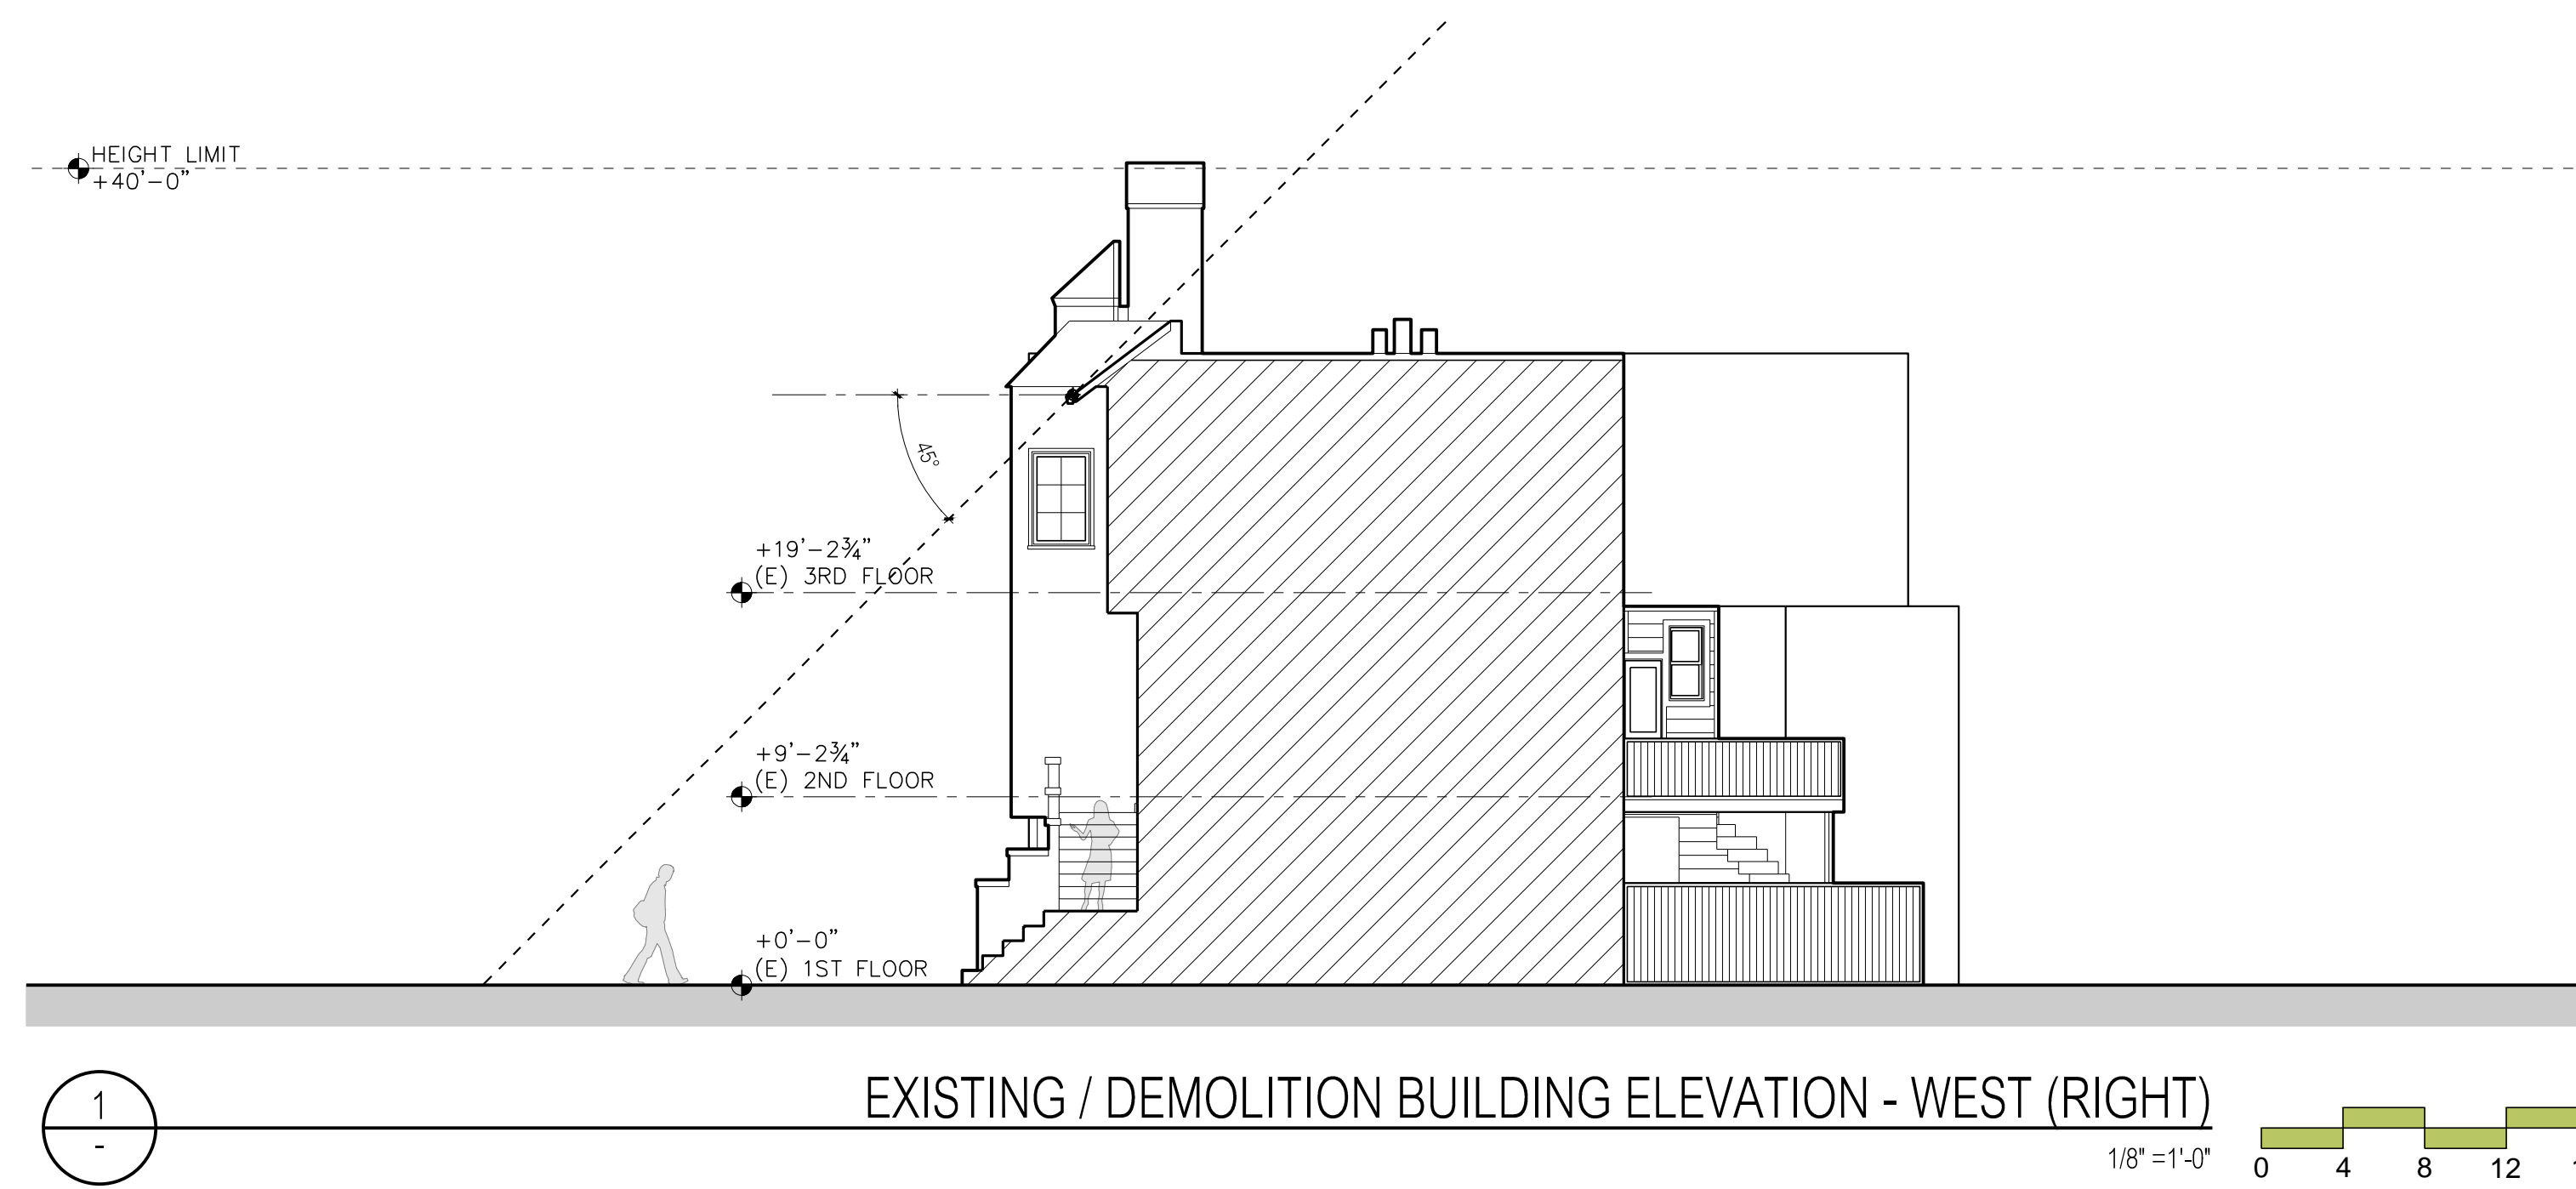 HEIGHT LIMIT
+40'-0"
45°
+19'-2¾"
(E) 3RD FLOOR
+9'-2¾"
(E) 2ND FLOOR
+0'-0"
(E) 1ST FLOOR
1
-
EXISTING / DEMOLITION BUILDING ELEVATION - WEST (RIGHT)
1/8" =1'-0"
0 4 8 12